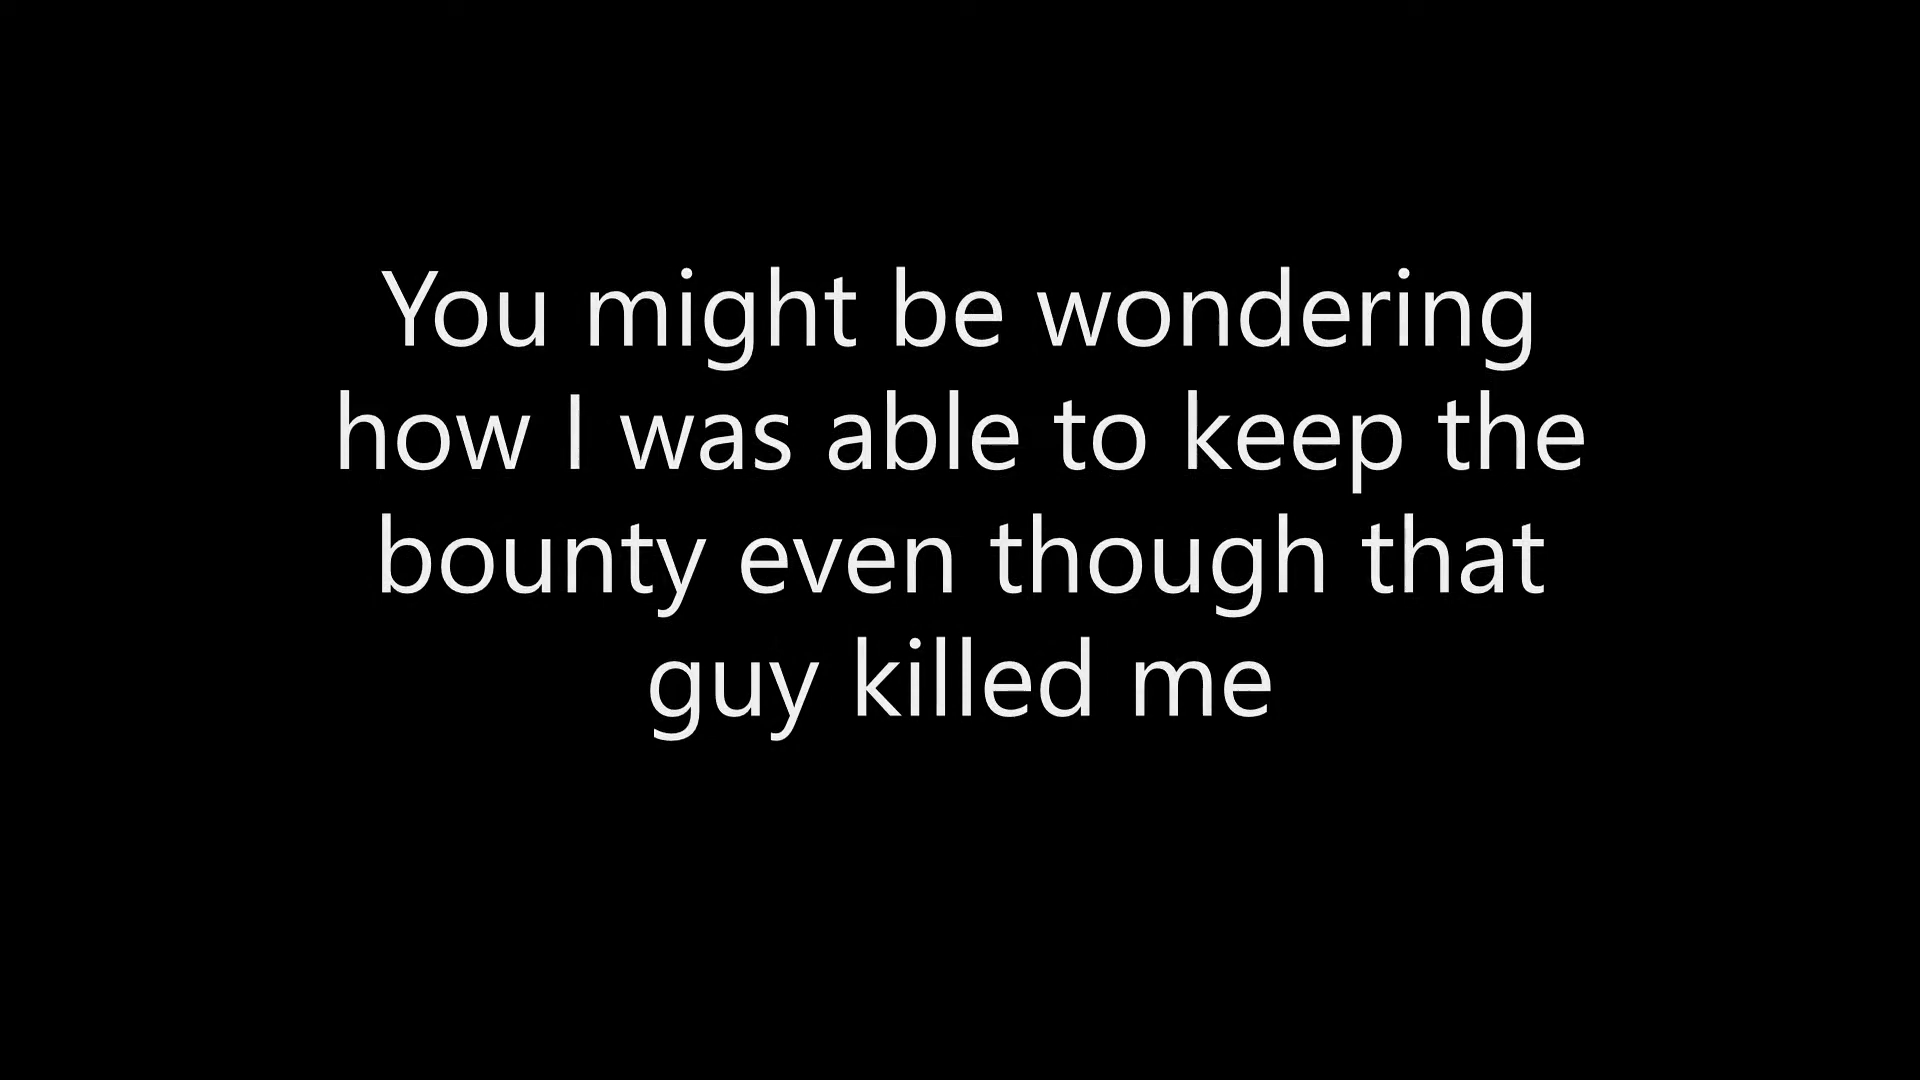 You might be wondering
how I was able to keep the
bounty even though that
guy killed me